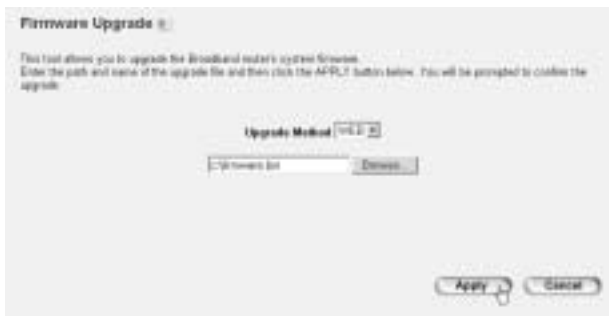 Firmware Upgrade
This tool allows you to upgrade the Broadband router's system firmware.
Enter the path and name of the upgrade file and then click the APPLY button below. You will be prompted to confirm the
upgrade.
Upgrade Method WEB
Browse...
Apply Cancel